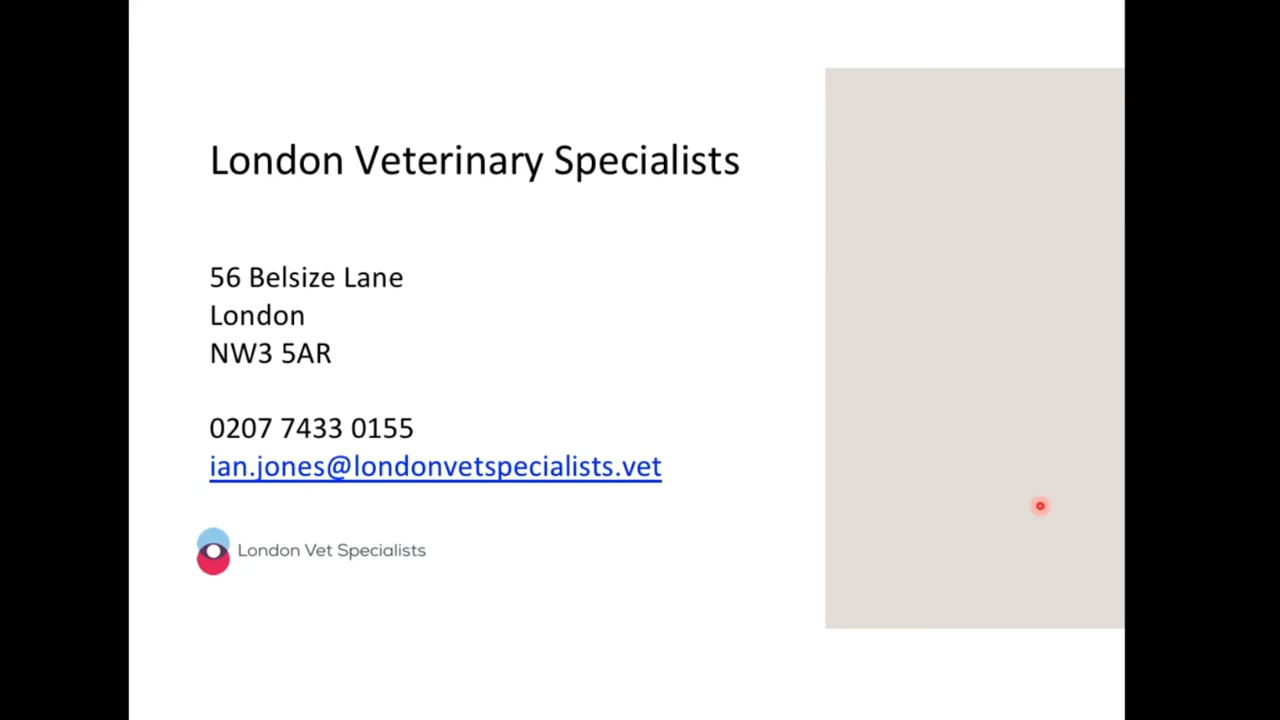 London Veterinary Specialists
56 Belsize Lane
London
NW3 5AR
0207 7433 0155
ian.jones@londonvetspecialists.vet
London Vet Specialists